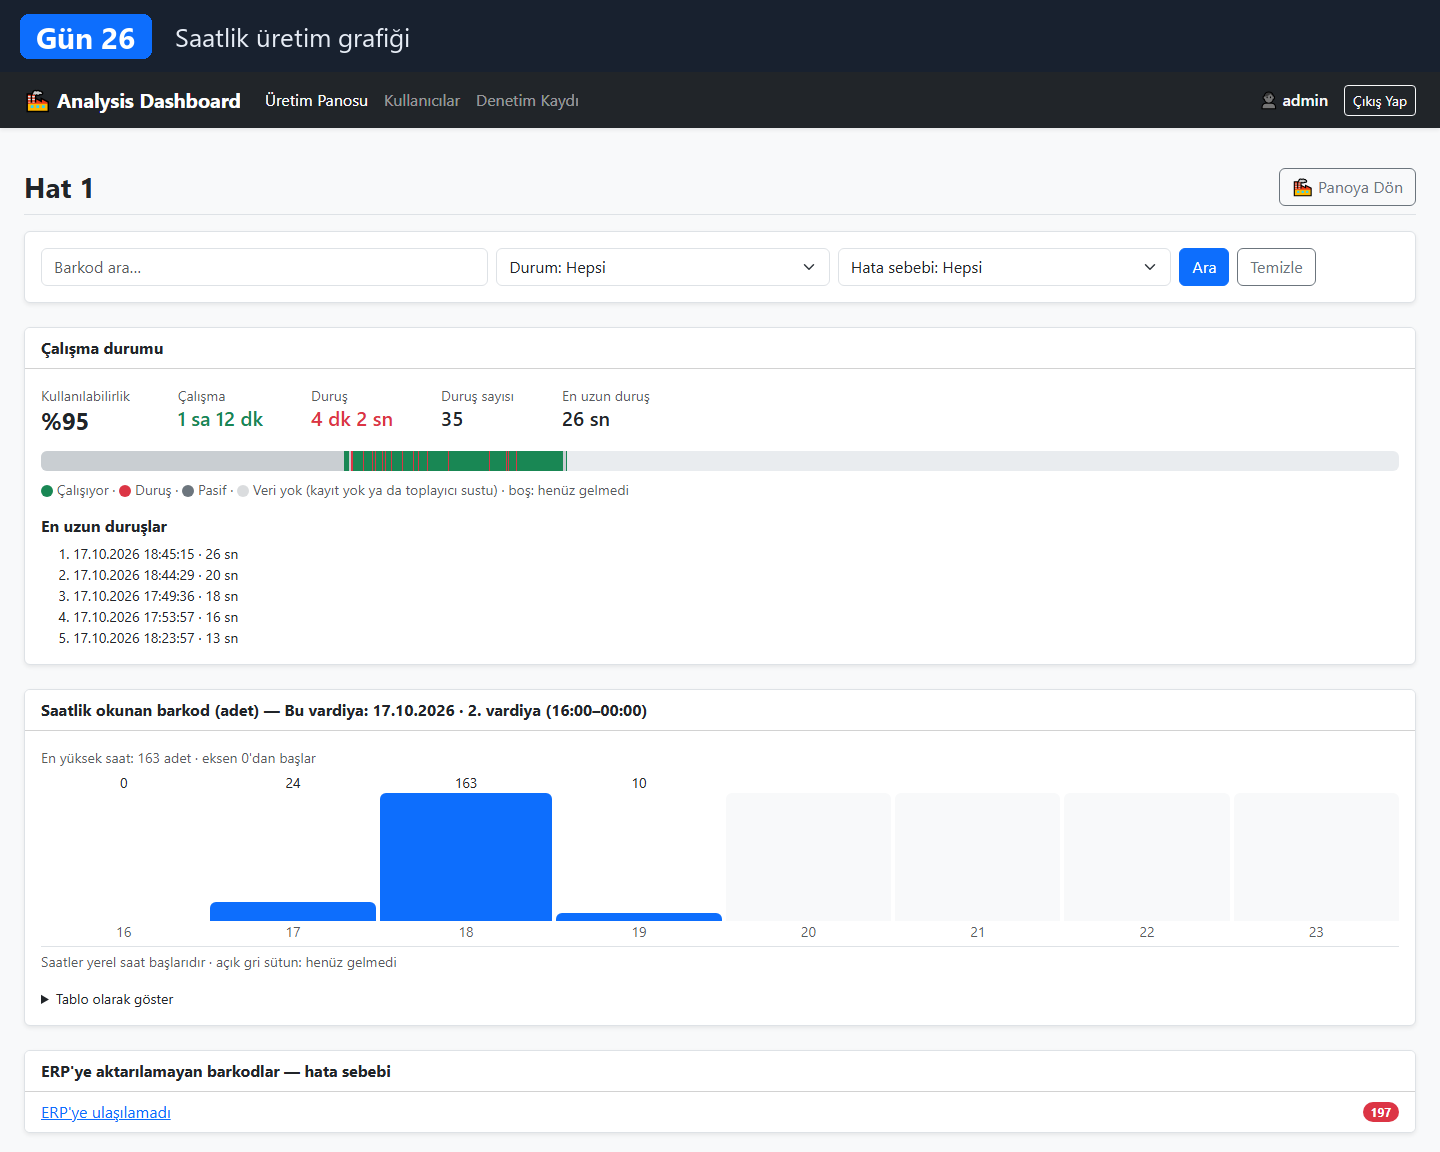 Gün 26 Saatlik üretim grafiği
Analysis Dashboard Üretim Panosu Kullanıcılar Denetim Kaydı admin Çıkış Yap
Hat 1 Panoya Dön
Barkod ara... Durum: Hepsi Hata sebebi: Hepsi Ara Temizle
Çalışma durumu
Kullanılabilirlik Çalışma Duruş Duruş sayısı En uzun duruş
%95 1 sa 12 dk 4 dk 2 sn 35 26 sn
Çalışıyor · Duruş · Pasif · Veri yok (kayıt yok ya da toplayıcı sustu) · boş: henüz gelmedi
En uzun duruşlar
1. 17.10.2026 18:45:15 · 26 sn
2. 17.10.2026 18:44:29 · 20 sn
3. 17.10.2026 17:49:36 · 18 sn
4. 17.10.2026 17:53:57 · 16 sn
5. 17.10.2026 18:23:57 · 13 sn
Saatlik okunan barkod (adet) — Bu vardiya: 17.10.2026 · 2. vardiya (16:00–00:00)
En yüksek saat: 163 adet · eksen 0'dan başlar
0 24 163 10
16 17 18 19 20 21 22 23
Saatler yerel saat başlarıdır · açık gri sütun: henüz gelmedi
Tablo olarak göster
ERP'ye aktarılamayan barkodlar — hata sebebi
ERP'ye ulaşılamadı 197